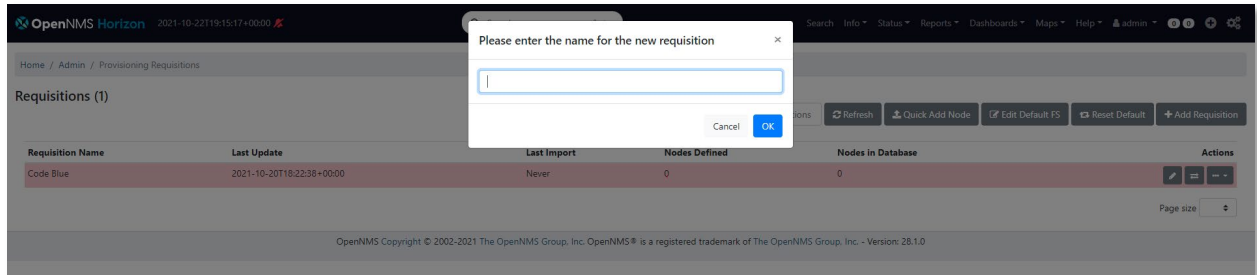 OpenNMS Horizon 2021-10-22T19:15:17+00:00 Search Info Status Reports Dashboards Maps Help admin 0 0
Please enter the name for the new requisition ×
Home / Admin / Provisioning Requisitions
Requisitions (1)
Cancel OK
Refresh Quick Add Node Edit Default FS Reset Default Add Requisition
Requisition Name Last Update Last Import Nodes Defined Nodes in Database Actions
Code Blue 2021-10-20T18:22:38+00:00 Never 0 0
Page size
OpenNMS Copyright © 2002-2021 The OpenNMS Group, Inc. OpenNMS® is a registered trademark of The OpenNMS Group, Inc. - Version: 28.1.0